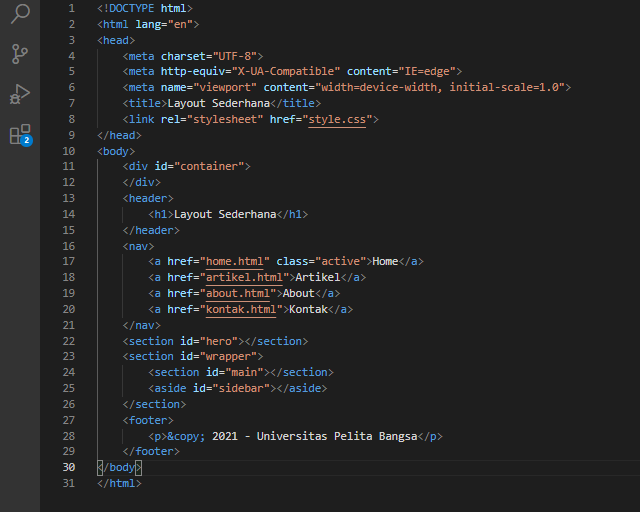 1 <!DOCTYPE html>
2 <html lang="en">
3 <head>
4     <meta charset="UTF-8">
5     <meta http-equiv="X-UA-Compatible" content="IE=edge">
6     <meta name="viewport" content="width=device-width, initial-scale=1.0">
7     <title>Layout Sederhana</title>
8     <link rel="stylesheet" href="style.css">
9 </head>
10 <body>
11     <div id="container">
12     </div>
13     <header>
14         <h1>Layout Sederhana</h1>
15     </header>
16     <nav>
17         <a href="home.html" class="active">Home</a>
18         <a href="artikel.html">Artikel</a>
19         <a href="about.html">About</a>
20         <a href="kontak.html">Kontak</a>
21     </nav>
22     <section id="hero"></section>
23     <section id="wrapper">
24         <section id="main"></section>
25         <aside id="sidebar"></aside>
26     </section>
27     <footer>
28         <p>&copy; 2021 - Universitas Pelita Bangsa</p>
29     </footer>
30 </body>
31 </html>
2